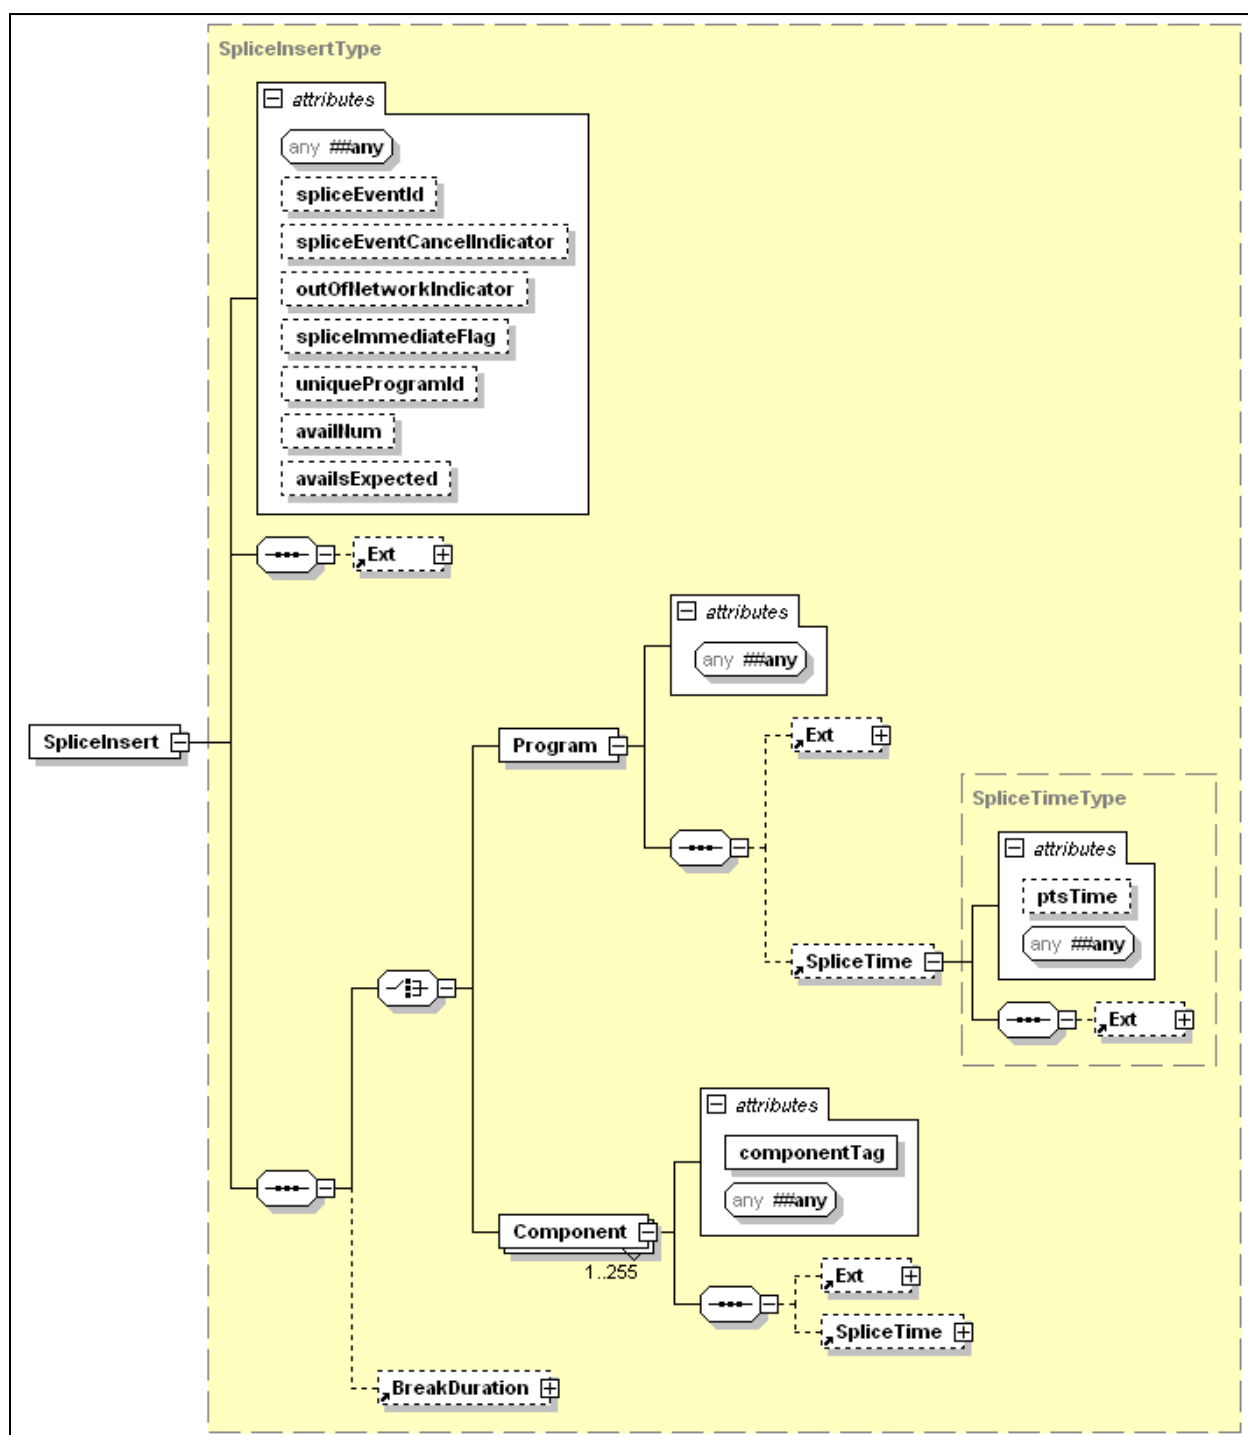 SpliceInsertType
attributes
any ##any
spliceEventId
spliceEventCancelIndicator
outOfNetworkIndicator
spliceImmediateFlag
uniqueProgramId
availNum
availsExpected
Ext
attributes
any ##any
SpliceInsert
Program
Ext
SpliceTimeType
attributes
ptsTime
any ##any
SpliceTime
Ext
attributes
componentTag
any ##any
Component
1..255
Ext
SpliceTime
BreakDuration